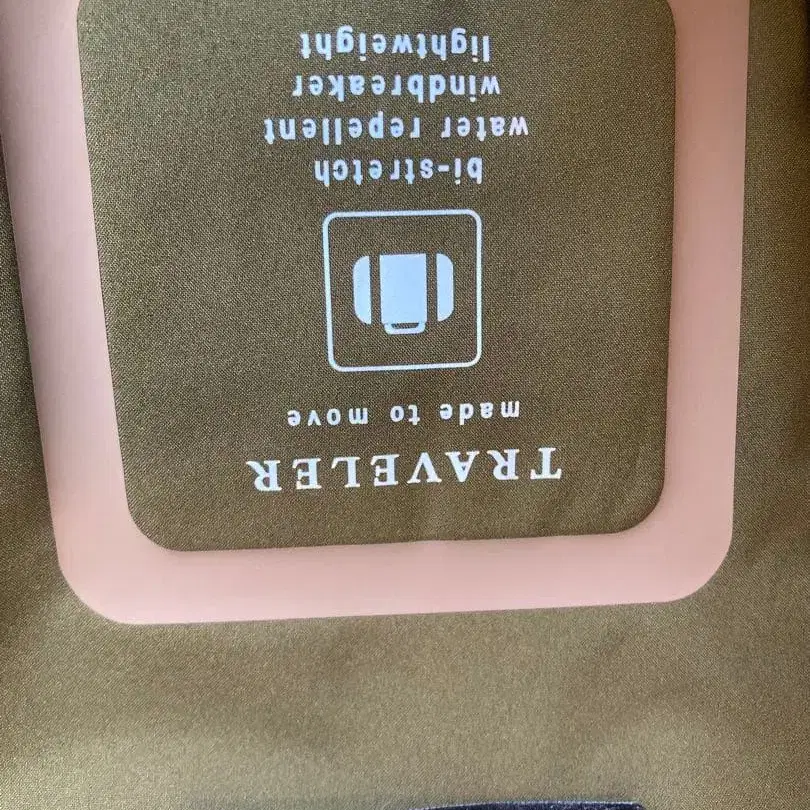 TRAVELER
made to move
bi-stretch
water repellent
windbreaker
lightweight